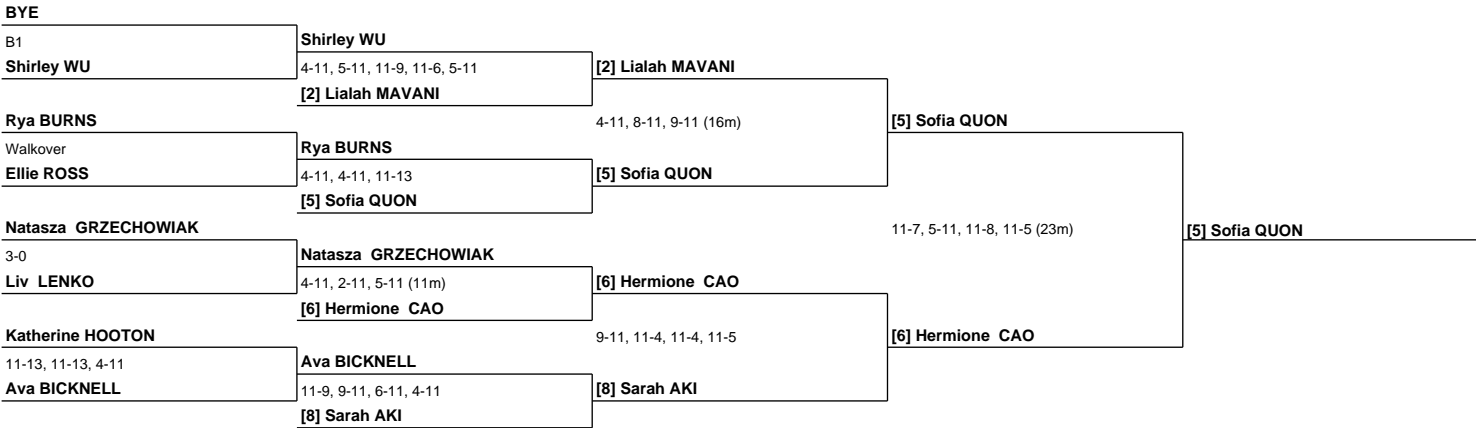 BYE
B1
Shirley WU
Shirley WU
4-11, 5-11, 11-9, 11-6, 5-11
[2] Lialah MAVANI
[2] Lialah MAVANI
Rya BURNS
Walkover
Ellie ROSS
Rya BURNS
4-11, 4-11, 11-13
[5] Sofia QUON
4-11, 8-11, 9-11 (16m)
[5] Sofia QUON
[5] Sofia QUON
Natasza GRZECHOWIAK
3-0
Liv LENKO
Natasza GRZECHOWIAK
4-11, 2-11, 5-11 (11m)
[6] Hermione CAO
[6] Hermione CAO
11-7, 5-11, 11-8, 11-5 (23m)
[5] Sofia QUON
Katherine HOOTON
11-13, 11-13, 4-11
Ava BICKNELL
Ava BICKNELL
11-9, 9-11, 6-11, 4-11
[8] Sarah AKI
9-11, 11-4, 11-4, 11-5
[8] Sarah AKI
[6] Hermione CAO